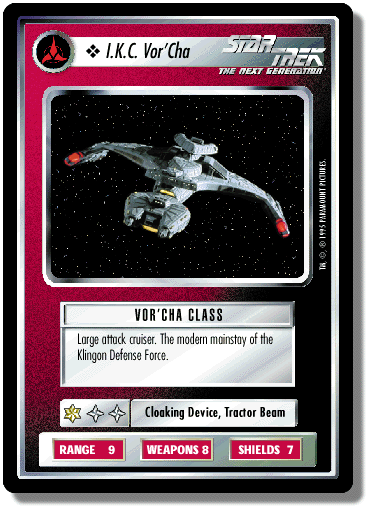 ❖ I.K.C. Vor'Cha
STAR TREK
THE NEXT GENERATION®
TM, ®, © 1995 PARAMOUNT PICTURES.
VOR'CHA CLASS
Large attack cruiser. The modern mainstay of the
Klingon Defense Force.
Cloaking Device, Tractor Beam
RANGE 9 WEAPONS 8 SHIELDS 7